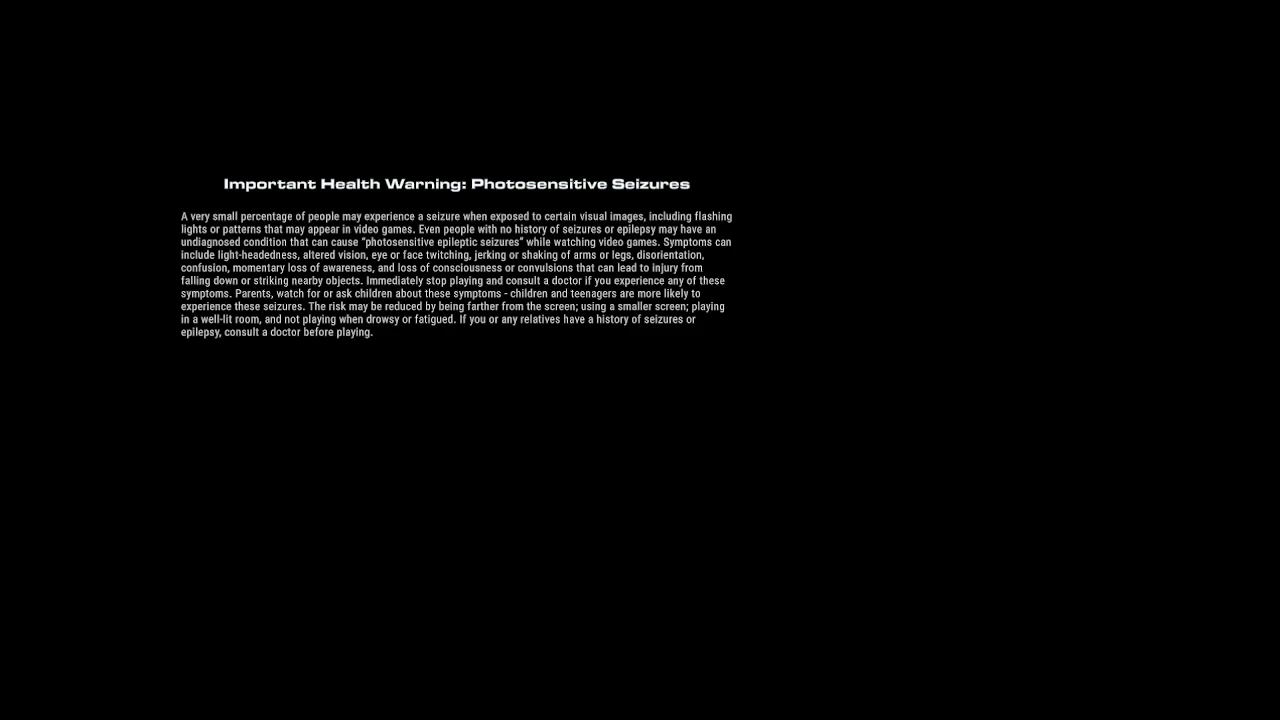 Important Health Warning: Photosensitive Seizures
A very small percentage of people may experience a seizure when exposed to certain visual images, including flashing
lights or patterns that may appear in video games. Even people with no history of seizures or epilepsy may have an
undiagnosed condition that can cause “photosensitive epileptic seizures” while watching video games. Symptoms can
include light-headedness, altered vision, eye or face twitching, jerking or shaking of arms or legs, disorientation,
confusion, momentary loss of awareness, and loss of consciousness or convulsions that can lead to injury from
falling down or striking nearby objects. Immediately stop playing and consult a doctor if you experience any of these
symptoms. Parents, watch for or ask children about these symptoms - children and teenagers are more likely to
experience these seizures. The risk may be reduced by being farther from the screen; using a smaller screen; playing
in a well-lit room, and not playing when drowsy or fatigued. If you or any relatives have a history of seizures or
epilepsy, consult a doctor before playing.